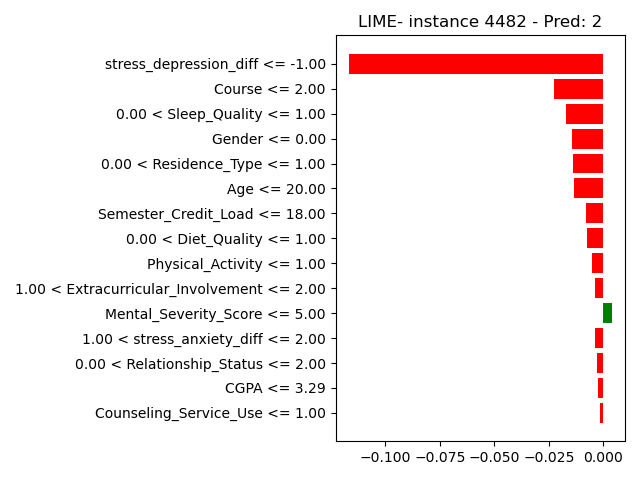 LIME- instance 4482 - Pred: 2
stress_depression_diff <= -1.00
Course <= 2.00
0.00 < Sleep_Quality <= 1.00
Gender <= 0.00
0.00 < Residence_Type <= 1.00
Age <= 20.00
Semester_Credit_Load <= 18.00
0.00 < Diet_Quality <= 1.00
Physical_Activity <= 1.00
1.00 < Extracurricular_Involvement <= 2.00
Mental_Severity_Score <= 5.00
1.00 < stress_anxiety_diff <= 2.00
0.00 < Relationship_Status <= 2.00
CGPA <= 3.29
Counseling_Service_Use <= 1.00
−0.100 −0.075 −0.050 −0.025 0.000